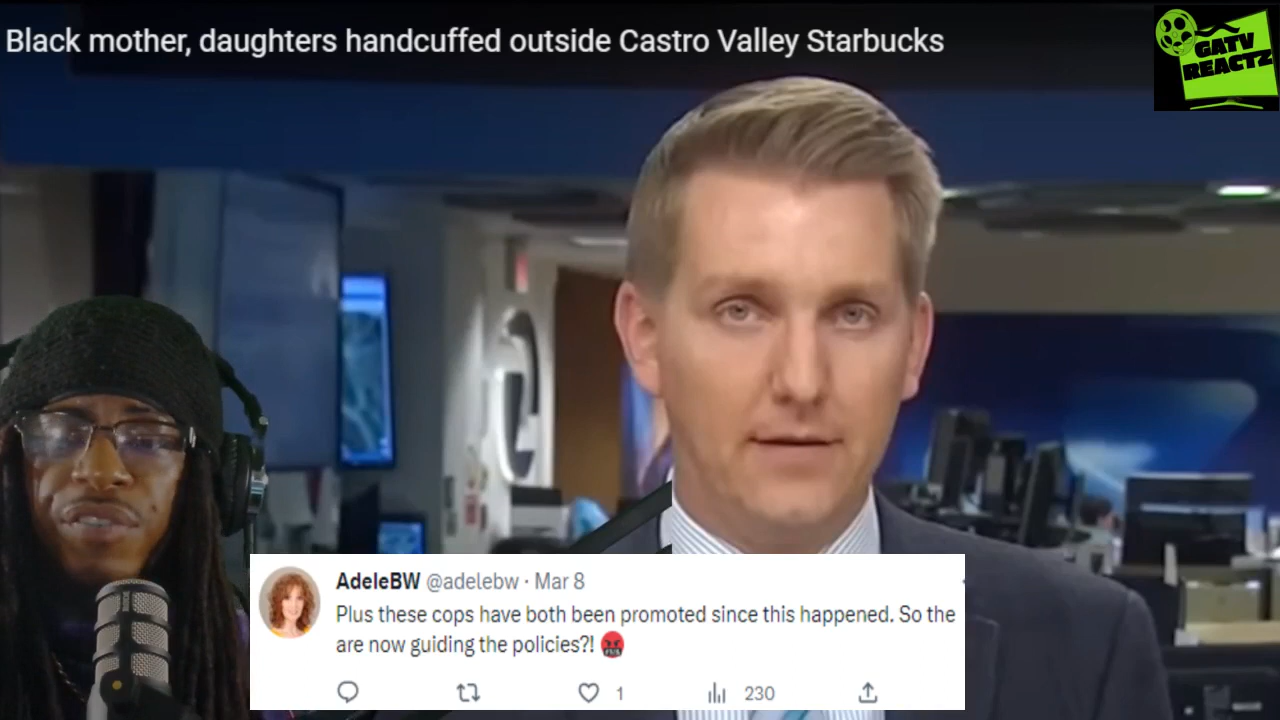 Black mother, daughters handcuffed outside Castro Valley Starbucks
GATV
REACTZ
AdeleBW @adelebw · Mar 8
Plus these cops have both been promoted since this happened. So the
are now guiding the policies?! 🤬
1
230